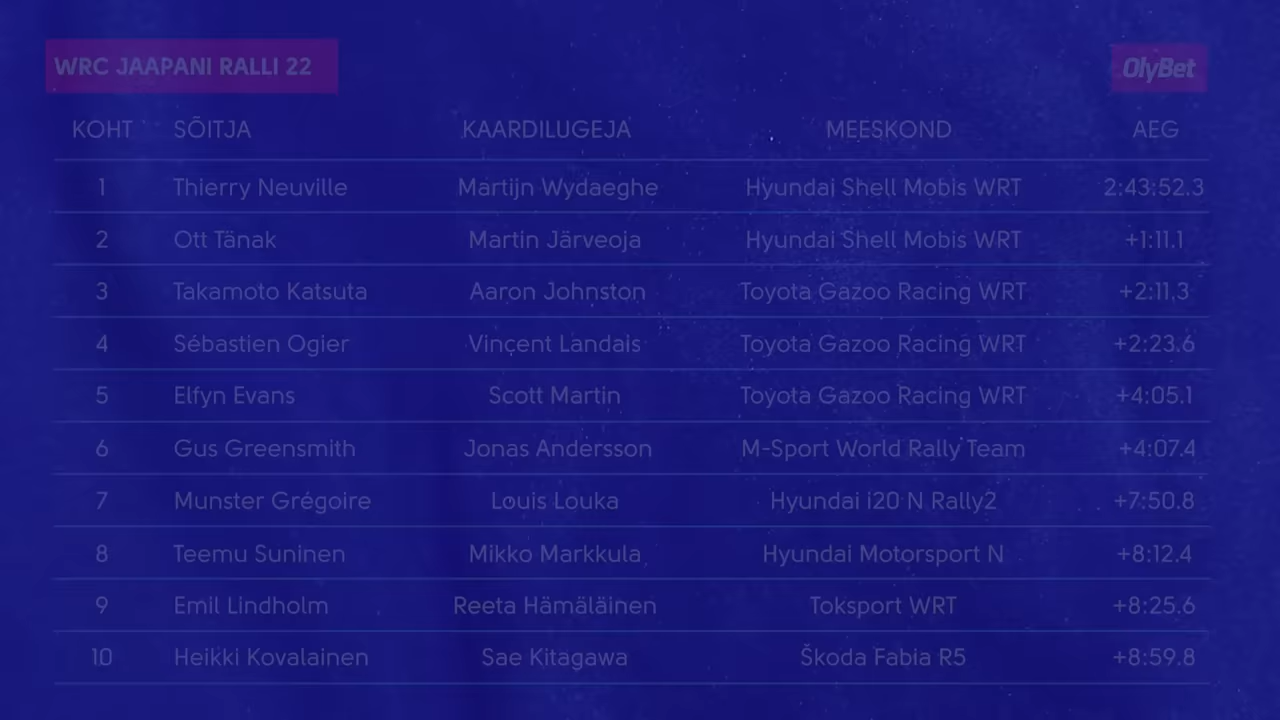 WRC JAAPANI RALLI 22 OlyBet
KOHT SÕITJA KAARDILUGEJA MEESKOND AEG
1 Thierry Neuville Martijn Wydaeghe Hyundai Shell Mobis WRT 2:43:52.3
2 Ott Tänak Martin Järveoja Hyundai Shell Mobis WRT +1:11.1
3 Takamoto Katsuta Aaron Johnston Toyota Gazoo Racing WRT +2:11.3
4 Sébastien Ogier Vincent Landais Toyota Gazoo Racing WRT +2:23.6
5 Elfyn Evans Scott Martin Toyota Gazoo Racing WRT +4:05.1
6 Gus Greensmith Jonas Andersson M-Sport World Rally Team +4:07.4
7 Munster Grégoire Louis Louka Hyundai i20 N Rally2 +7:50.8
8 Teemu Suninen Mikko Markkula Hyundai Motorsport N +8:12.4
9 Emil Lindholm Reeta Hämäläinen Toksport WRT +8:25.6
10 Heikki Kovalainen Sae Kitagawa Škoda Fabia R5 +8:59.8